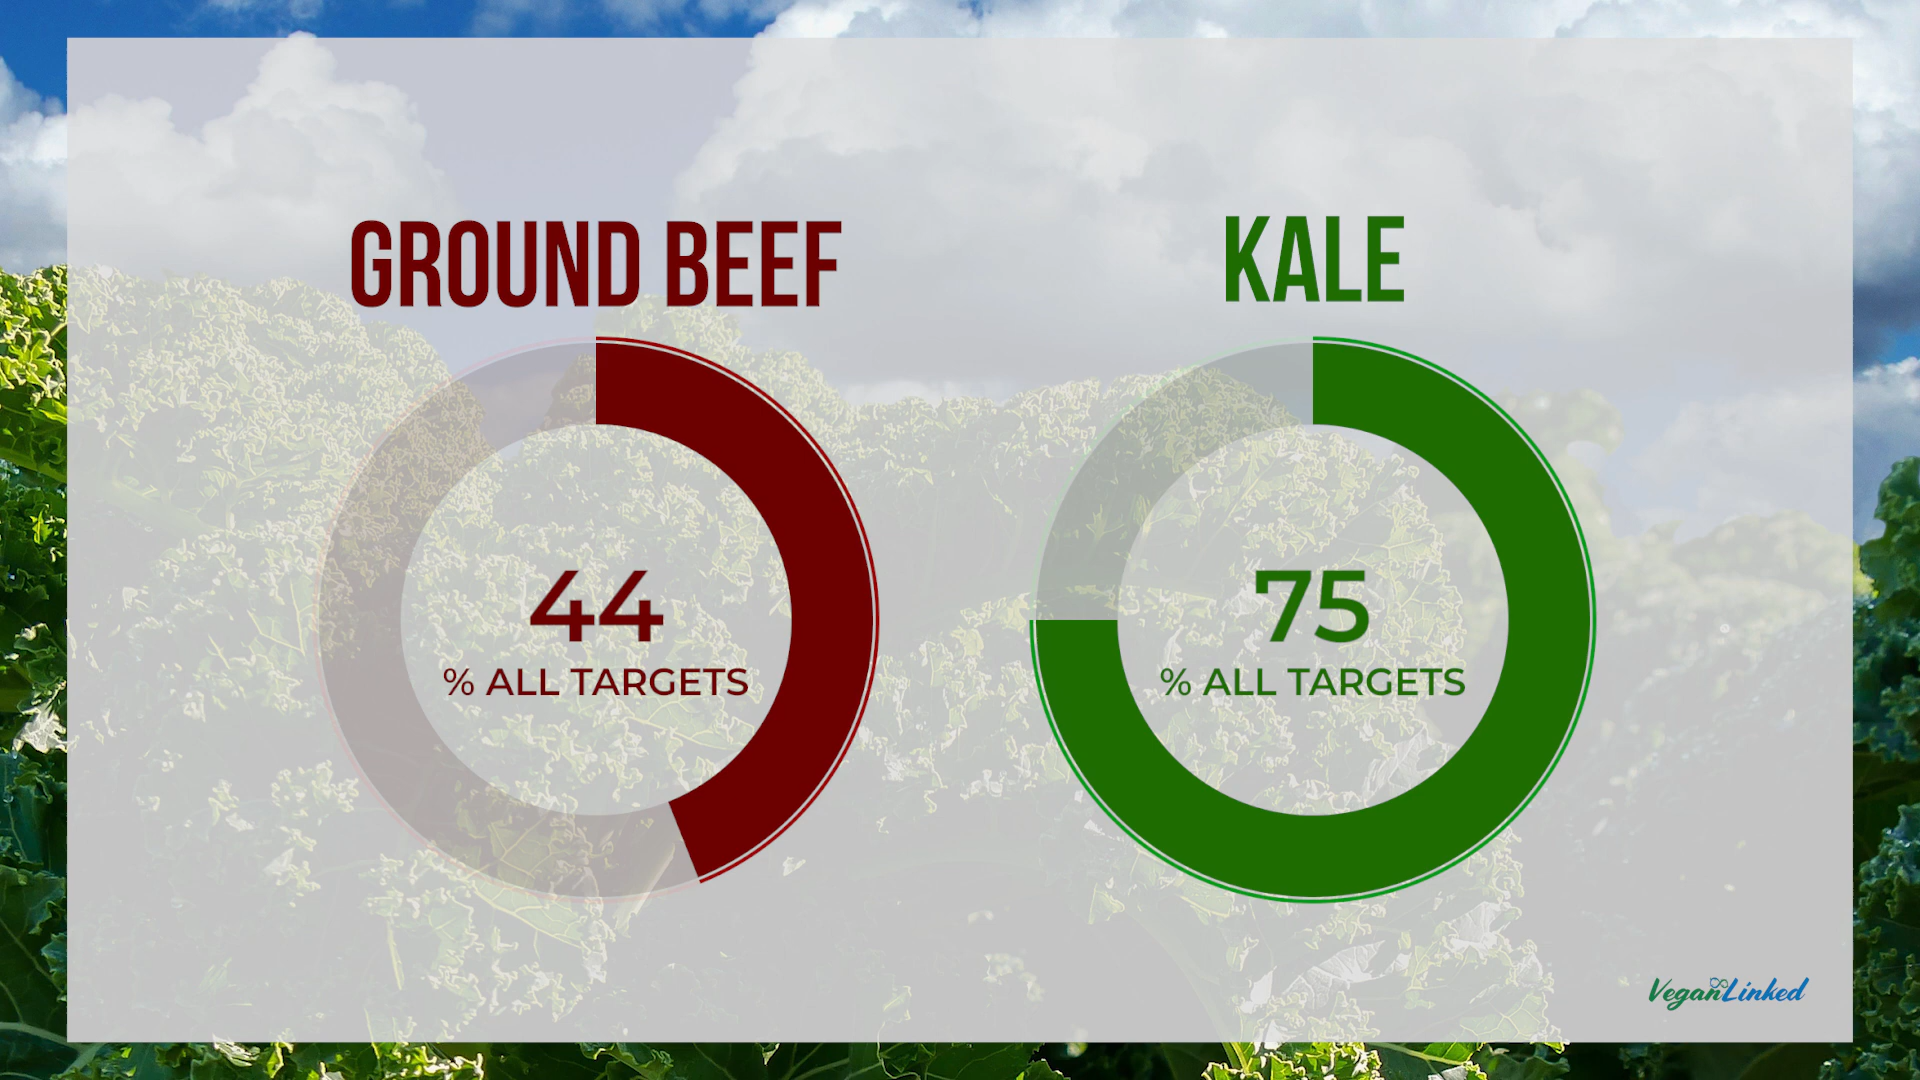 GROUND BEEF
44
% ALL TARGETS
KALE
75
% ALL TARGETS
VeganLinked